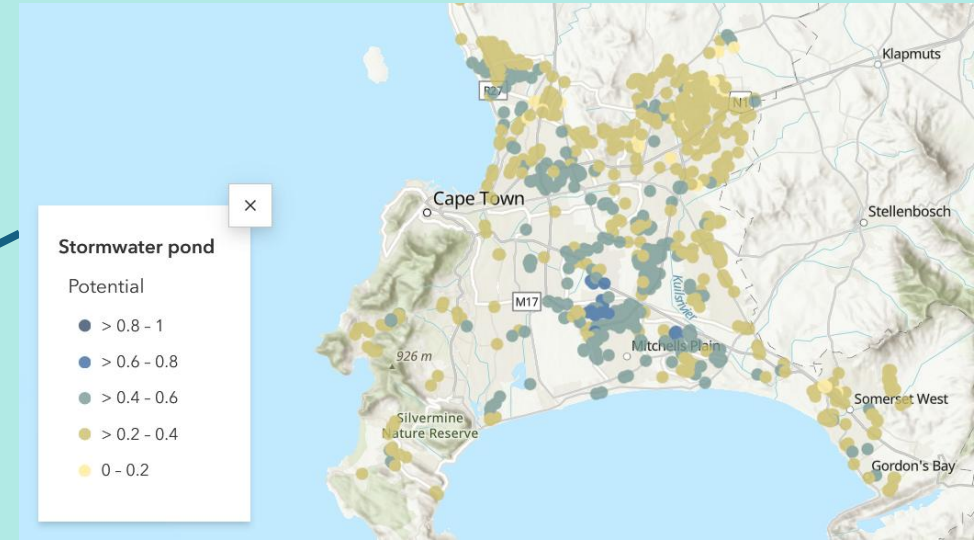 Klapmuts
R27
N1
Cape Town
Stellenbosch
×
Stormwater pond
Potential
> 0.8 - 1
> 0.6 - 0.8
> 0.4 - 0.6
> 0.2 - 0.4
0 - 0.2
Kuilsrivier
M17
Mitchells Plain
926 m
Somerset West
Silvermine
Nature Reserve
Gordon's Bay